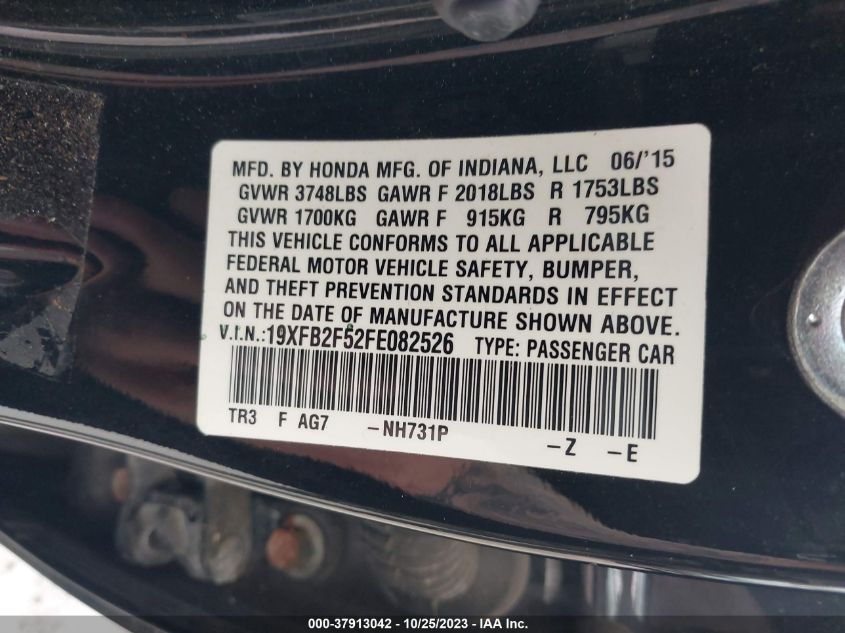 MFD. BY HONDA MFG. OF INDIANA, LLC 06/'15
GVWR 3748LBS GAWR F 2018LBS R 1753LBS
GVWR 1700KG GAWR F 915KG R 795KG
THIS VEHICLE CONFORMS TO ALL APPLICABLE
FEDERAL MOTOR VEHICLE SAFETY, BUMPER,
AND THEFT PREVENTION STANDARDS IN EFFECT
ON THE DATE OF MANUFACTURE SHOWN ABOVE.
V.I.N.:19XFB2F52FE082526 TYPE: PASSENGER CAR
TR3 F AG7 -NH731P -Z -E
000-37913042 - 10/25/2023 - IAA Inc.